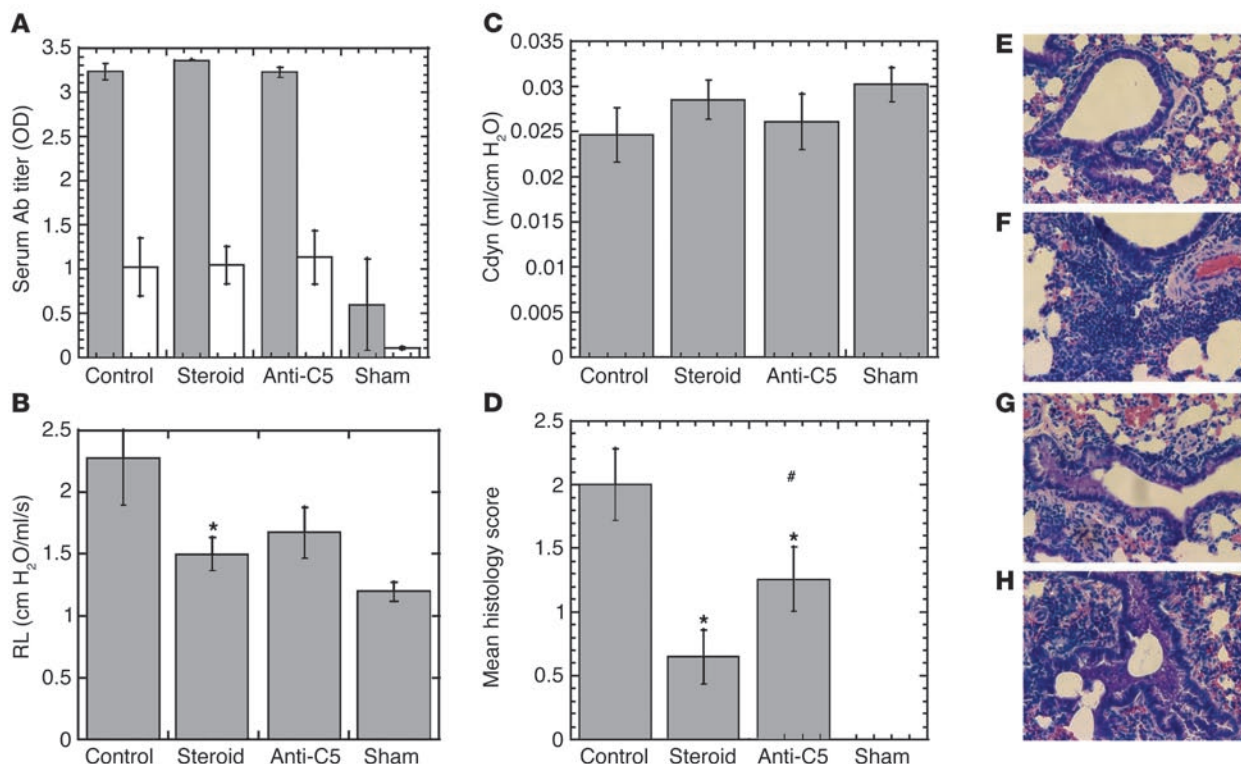 A
3.5
3
2.5
2
1.5
1
0.5
0
Serum Ab titer (OD)
Control Steroid Anti-C5 Sham
B
2.5
2
1.5
1
0.5
0
RL (cm H₂O/ml/s)
*
Control Steroid Anti-C5 Sham
C
0.035
0.03
0.025
0.02
0.015
0.01
0.005
0
Cdyn (ml/cm H₂O)
Control Steroid Anti-C5 Sham
D
2.5
2
1.5
1
0.5
0
Mean histology score
#
*
*
Control Steroid Anti-C5 Sham
E
F
G
H